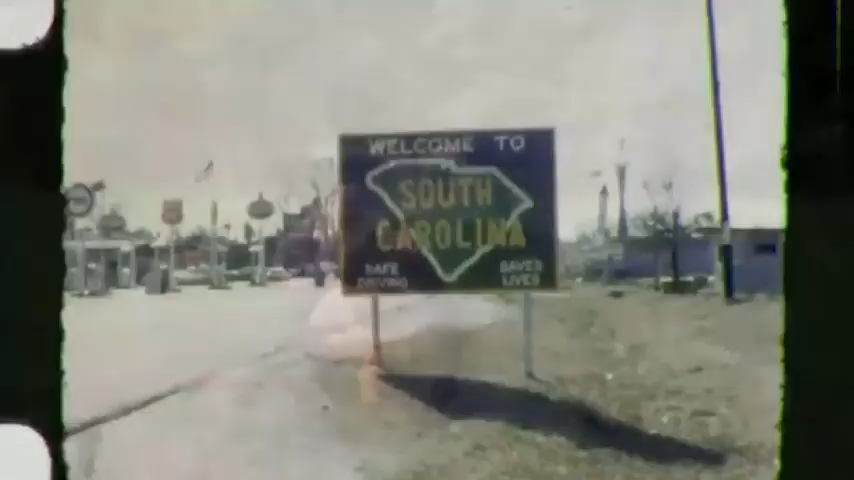 WELCOME TO
SOUTH
CAROLINA
SAFE
DRIVING
SAVES
LIVES